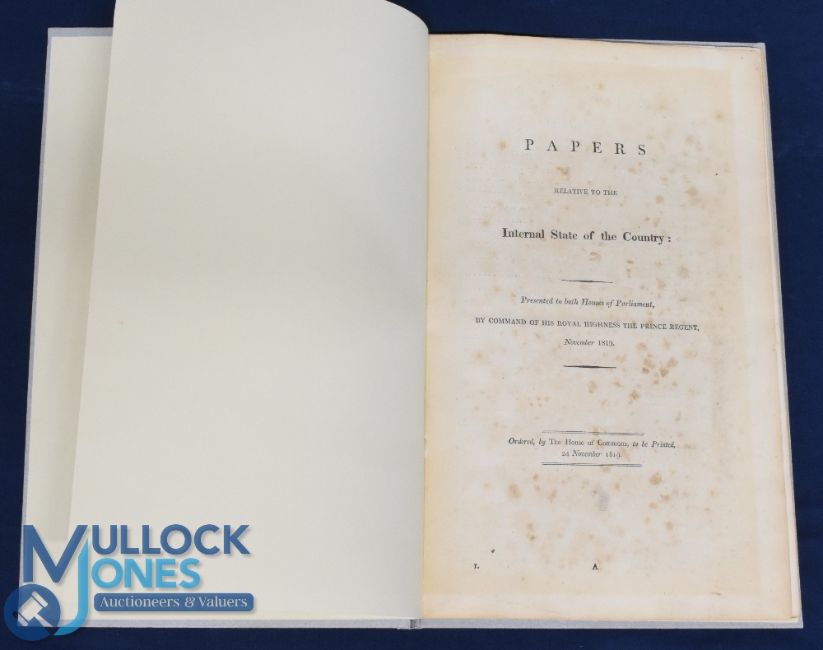 PAPERS
RELATIVE TO THE
Internal State of the Country:
Presented to both Houses of Parliament,
BY COMMAND OF HIS ROYAL HIGHNESS THE PRINCE REGENT,
November 1819.
Ordered, by The House of Commons, to be Printed,
24 November 1819.
1. A
MULLOCK
JONES
Auctioneers & Valuers